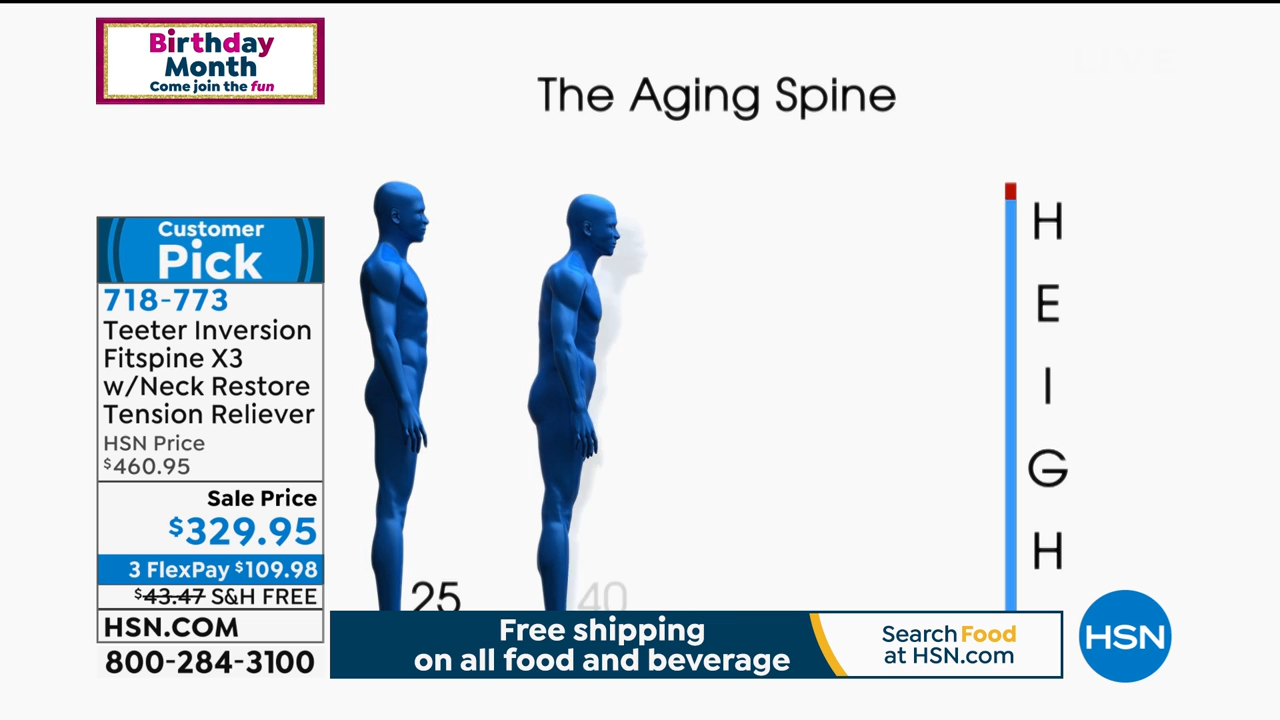 Birthday
Month
Come join the fun
LIVE
The Aging Spine
Customer
Pick
718-773
Teeter Inversion
Fitspine X3
w/Neck Restore
Tension Reliever
HSN Price
$460.95
Sale Price
$329.95
3 FlexPay $109.98
$43.47 S&H FREE
HSN.COM
800-284-3100
25
40
H
E
I
G
H
Free shipping
on all food and beverage
Search Food
at HSN.com
HSN